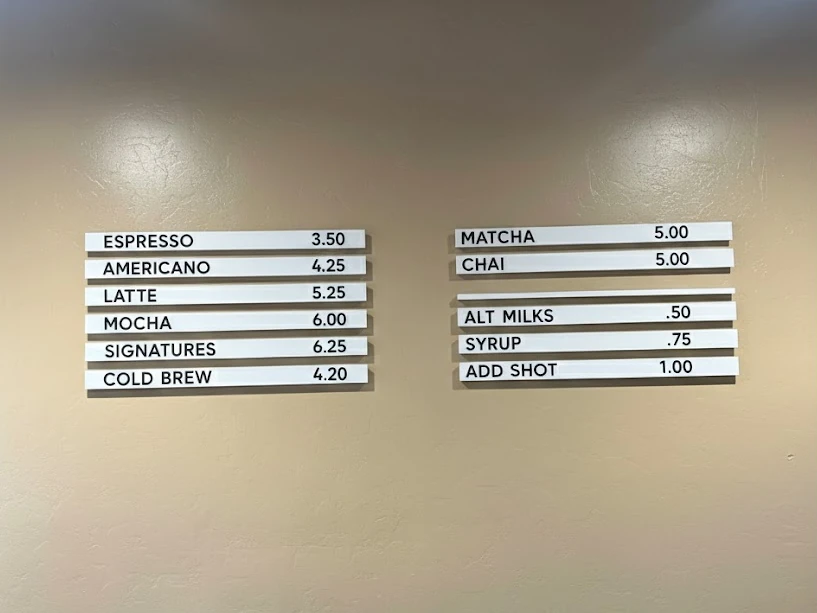 ESPRESSO 3.50
AMERICANO 4.25
LATTE 5.25
MOCHA 6.00
SIGNATURES 6.25
COLD BREW 4.20
MATCHA 5.00
CHAI 5.00
ALT MILKS .50
SYRUP .75
ADD SHOT 1.00